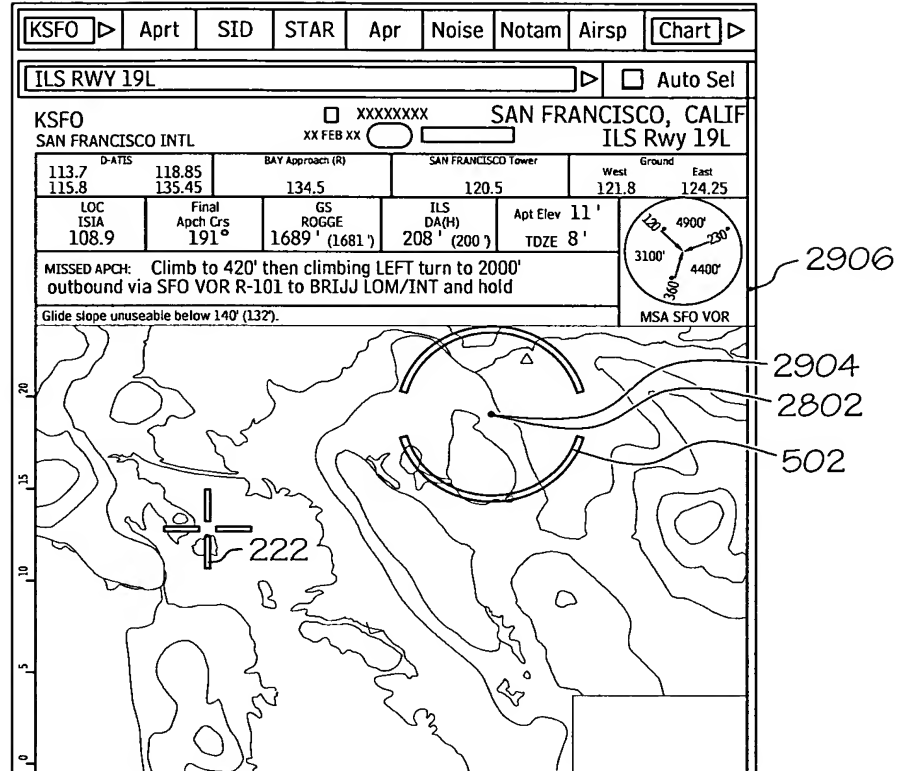 KSFO Aprt SID STAR Apr Noise Notam Airsp Chart
ILS RWY 19L Auto Sel
KSFO XXXXXXXX SAN FRANCISCO, CALIF
SAN FRANCISCO INTL XX FEB XX ILS Rwy 19L
D-ATIS BAY Approach (R) SAN FRANCISCO Tower Ground
West East
113.7 118.85
115.8 135.45 134.5 120.5 121.8 124.25
LOC Final GS ILS Apt Elev 11'
ISIA Apch Crs ROGGE DA(H)
108.9 191° 1689' (1681') 208' (200') TDZE 8'
120° 4900' 230°
3100' 4400'
360°
MSA SFO VOR
MISSED APCH: Climb to 420' then climbing LEFT turn to 2000'
outbound via SFO VOR R-101 to BRIJJ LOM/INT and hold
Glide slope unuseable below 140' (132').
2906
2904
2802
502
222
20
15
10
5
0